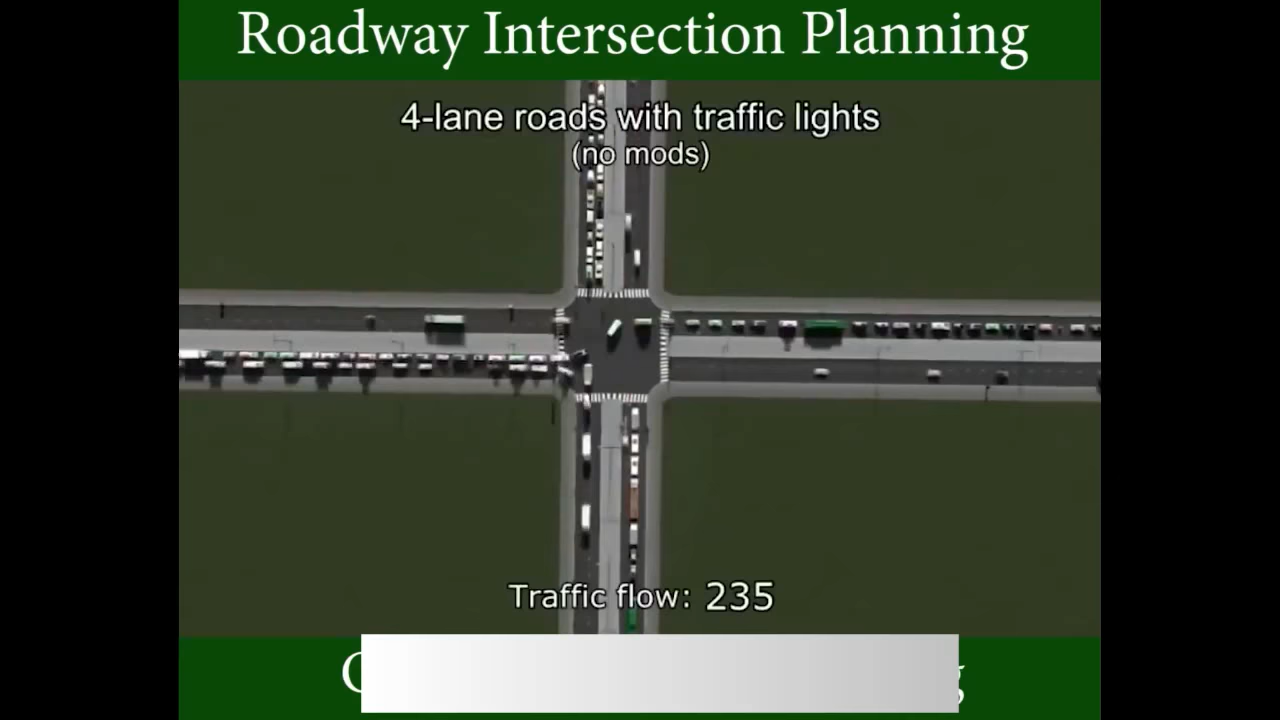 Roadway Intersection Planning
4-lane roads with traffic lights
(no mods)
Traffic flow: 235